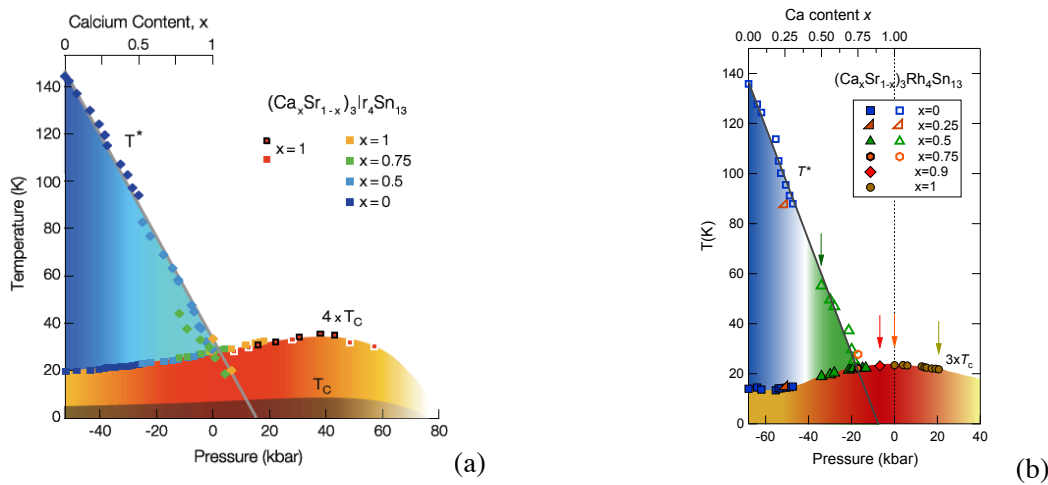 Calcium Content, x
0 0.5 1
140
120
100
80
60
40
20
0
Temperature (K)
-40 -20 0 20 40 60 80
Pressure (kbar)
T*
(CaxSr1-x)3Ir4Sn13
x = 1
x = 1
x = 0.75
x = 0.5
x = 0
4 x TC
TC
(a)
Ca content x
0.00 0.25 0.50 0.75 1.00
140
120
100
80
60
40
20
0
T(K)
-60 -40 -20 0 20 40
Pressure (kbar)
T*
(CaxSr1-x)3Rh4Sn13
x=0
x=0.25
x=0.5
x=0.75
x=0.9
x=1
3xTc
(b)